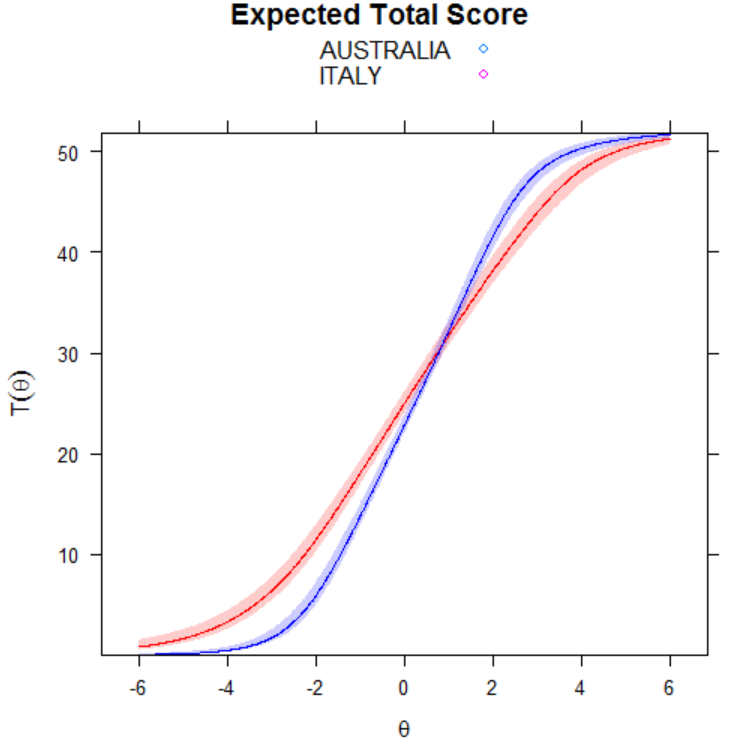 Expected Total Score
AUSTRALIA
ITALY
50
40
30
20
10
T(θ)
-6 -4 -2 0 2 4 6
θ